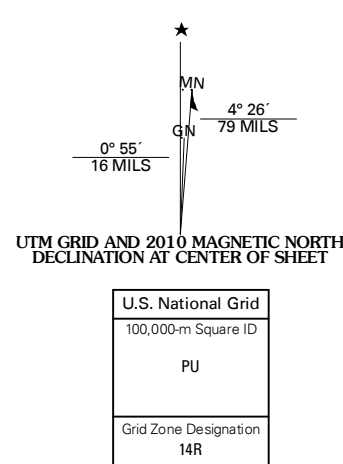 MN
4° 26´
79 MILS
GN
0° 55´
16 MILS
UTM GRID AND 2010 MAGNETIC NORTH
DECLINATION AT CENTER OF SHEET
U.S. National Grid
100,000-m Square ID
PU
Grid Zone Designation
14R